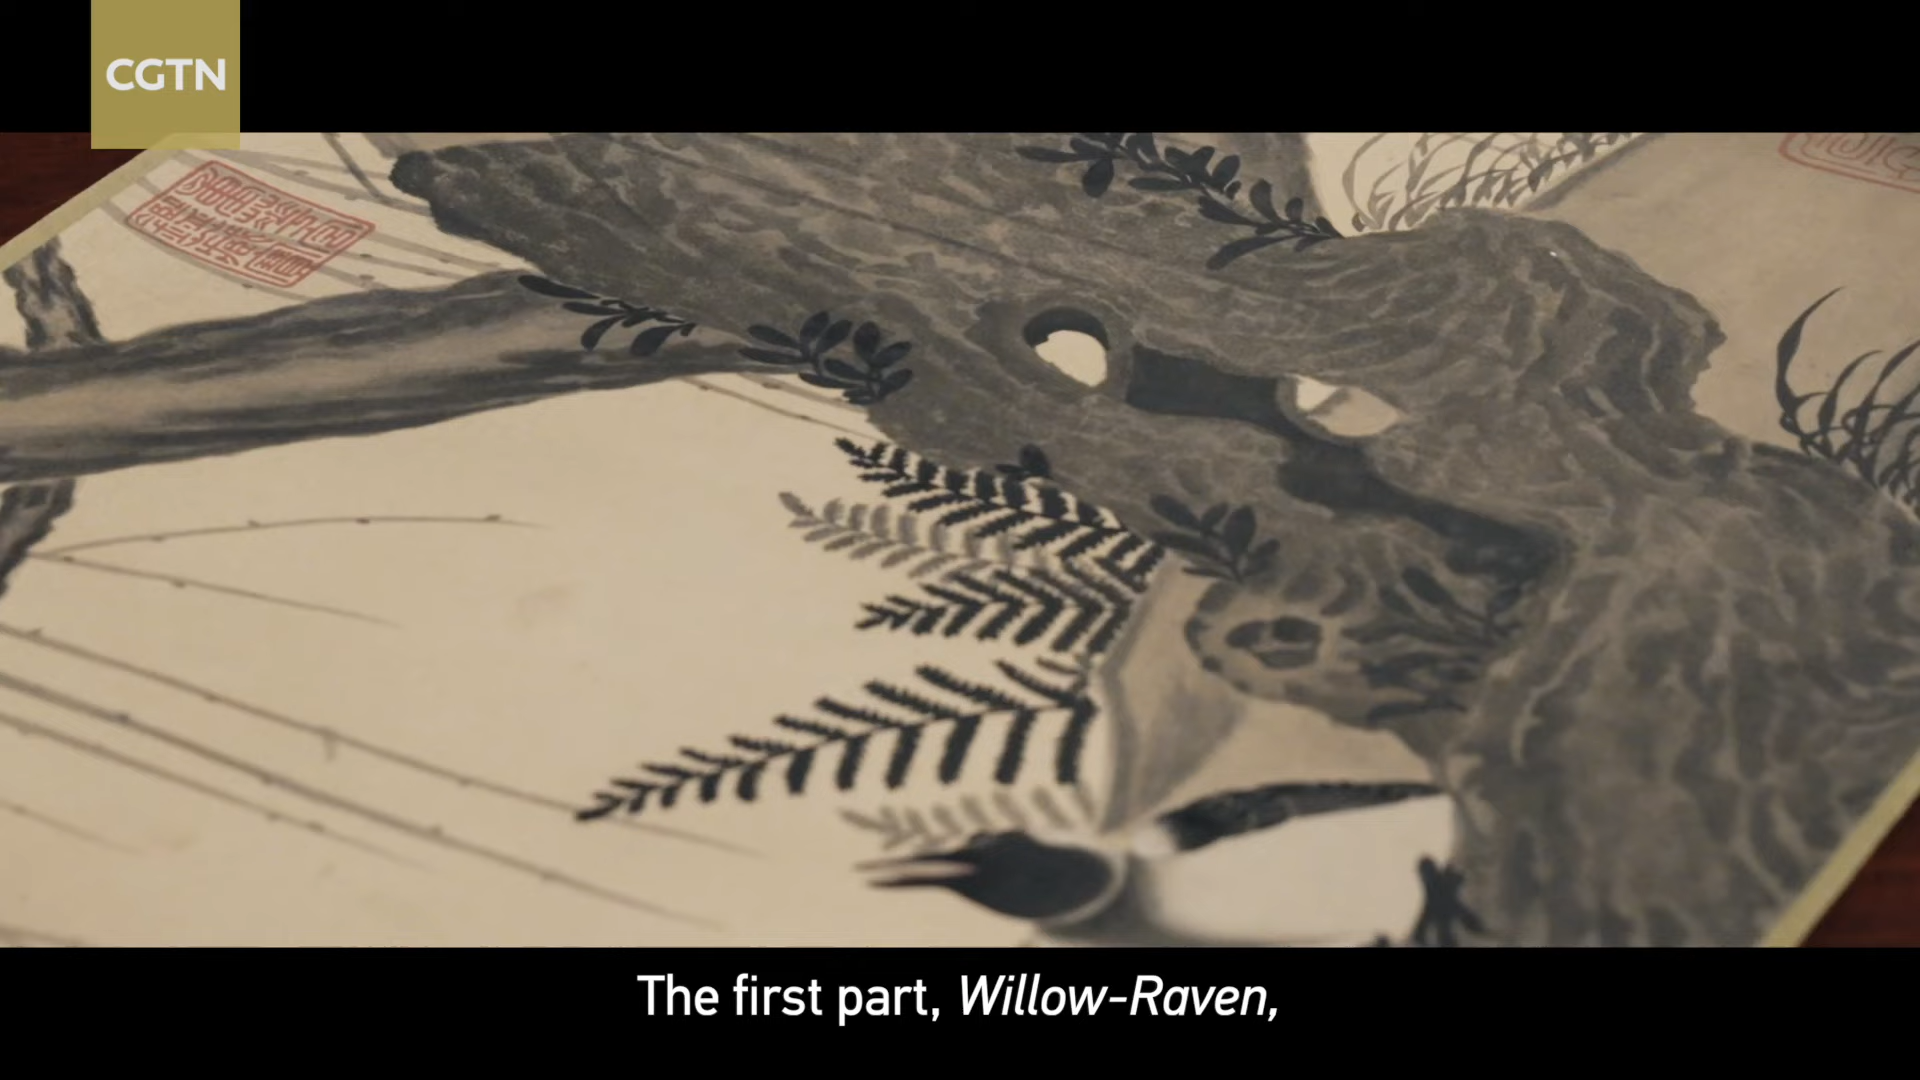 CGTN
The first part, Willow-Raven,